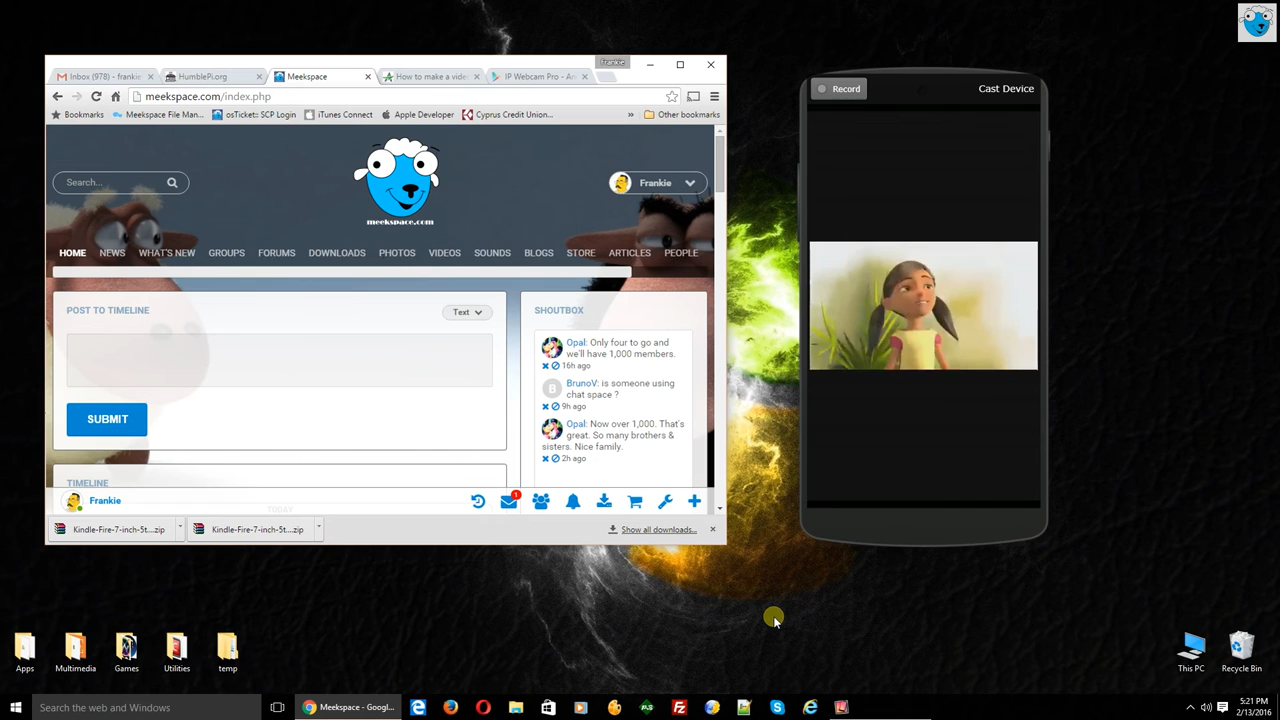 Frankie
Inbox (978) - frankie
HumblePi.org
Meekspace
How to make a vide
IP Webcam Pro - An
meekspace.com/index.php
Bookmarks
Meekspace File Man...
osTicket:: SCP Login
iTunes Connect
Apple Developer
Cyprus Credit Union...
»
Other bookmarks
Search...
meekspace.com
Frankie
HOME NEWS WHAT'S NEW GROUPS FORUMS DOWNLOADS PHOTOS VIDEOS SOUNDS BLOGS STORE ARTICLES PEOPLE
POST TO TIMELINE
Text
SUBMIT
TIMELINE
TODAY
SHOUTBOX
Opal: Only four to go and
we'll have 1,000 members.
16h ago
B
BrunoV: is someone using
chat space ?
9h ago
Opal: Now over 1,000. That's
great. So many brothers &
sisters. Nice family.
2h ago
Frankie
1
Kindle-Fire-7-inch-5t....zip
Kindle-Fire-7-inch-5t....zip
Show all downloads...
Record
Cast Device
Apps
Multimedia
Games
Utilities
temp
This PC
Recycle Bin
Search the web and Windows
Meekspace - Googl...
5:21 PM
2/13/2016